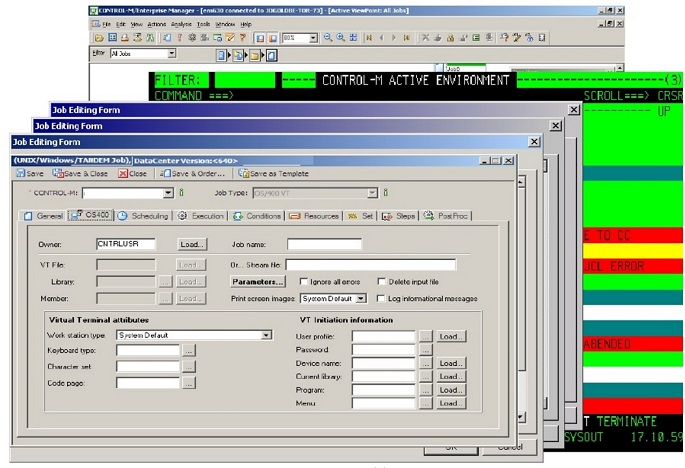 CONTROL-M/Enterprise Manager - [em630 connected to JOGOLOBE-TOR-73] - [Active ViewPoint: All Jobs]
File Edit View Actions Analysis Tools Window Help
Filter All Jobs
FILTER: ----- CONTROL-M ACTIVE ENVIRONMENT -----(3)
COMMAND ===> SCROLL===> CRSR
UP
Job Editing Form
Job Editing Form
Job Editing Form
(UNIX/Windows/TANDEM Job), DataCenter Version:<640>
Save Save & Close Close Save & Order... Save as Template
* CONTROL-M: Job Type: OS/400 VT
General OS400 Scheduling Execution Conditions Resources Set Steps PostProc
Owner: CNTRLUSR Load... Job name:
VT File: Load... Or... Stream file:
Library: ... Load... Parameters... Ignore all errors Delete input file
Member: ... Load... Print screen images System Default Log informational messages
Virtual Terminal attributes VT Initiation information
Work station type System Default User profile: ... Load...
Keyboard type: ... Password: ...
Character set: ... Device name: ... Load...
Code page: ... Current library: ... Load...
Program: ... Load...
Menu ... Load...
E TO CC
JCL ERROR
ABENDED
T TERMINATE
SYSOUT 17.10.59
OK Cancel